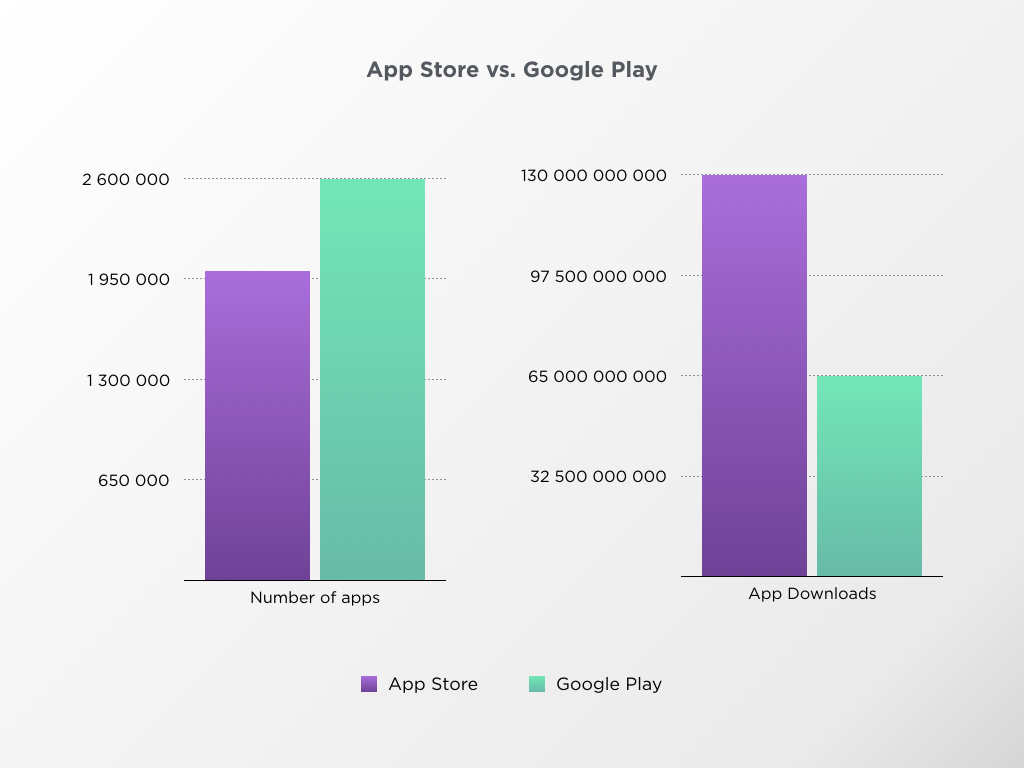 App Store vs. Google Play
2 600 000
1 950 000
1 300 000
650 000
Number of apps
130 000 000 000
97 500 000 000
65 000 000 000
32 500 000 000
App Downloads
App Store
Google Play